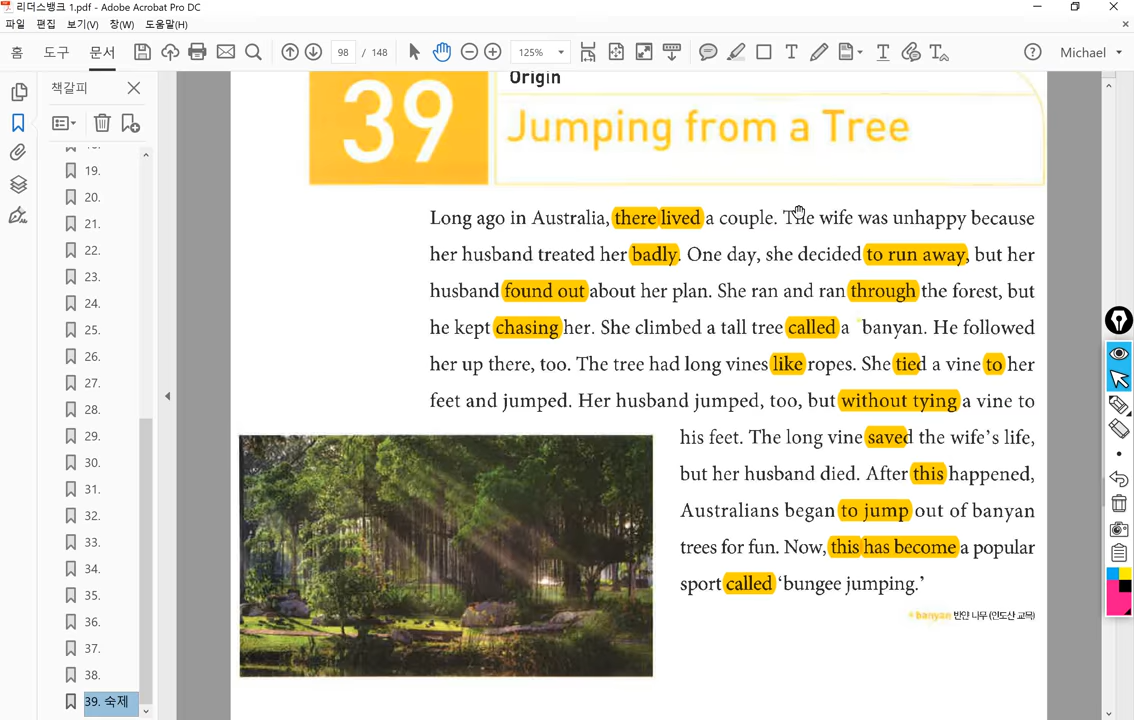 리더스뱅크 1.pdf - Adobe Acrobat Pro DC
파일 편집 보기(V) 창(W) 도움말(H)
홈 도구 문서 98 / 148 125% Michael
책갈피
19.
20.
21.
22.
23.
24.
25.
26.
27.
28.
29.
30.
31.
32.
33.
34.
35.
36.
37.
38.
39. 숙제
Origin
39 Jumping from a Tree
Long ago in Australia, there lived a couple. The wife was unhappy because
her husband treated her badly. One day, she decided to run away, but her
husband found out about her plan. She ran and ran through the forest, but
he kept chasing her. She climbed a tall tree called a *banyan. He followed
her up there, too. The tree had long vines like ropes. She tied a vine to her
feet and jumped. Her husband jumped, too, but without tying a vine to
his feet. The long vine saved the wife's life,
but her husband died. After this happened,
Australians began to jump out of banyan
trees for fun. Now, this has become a popular
sport called ‘bungee jumping.’
*banyan 반얀 나무 (인도산 교목)